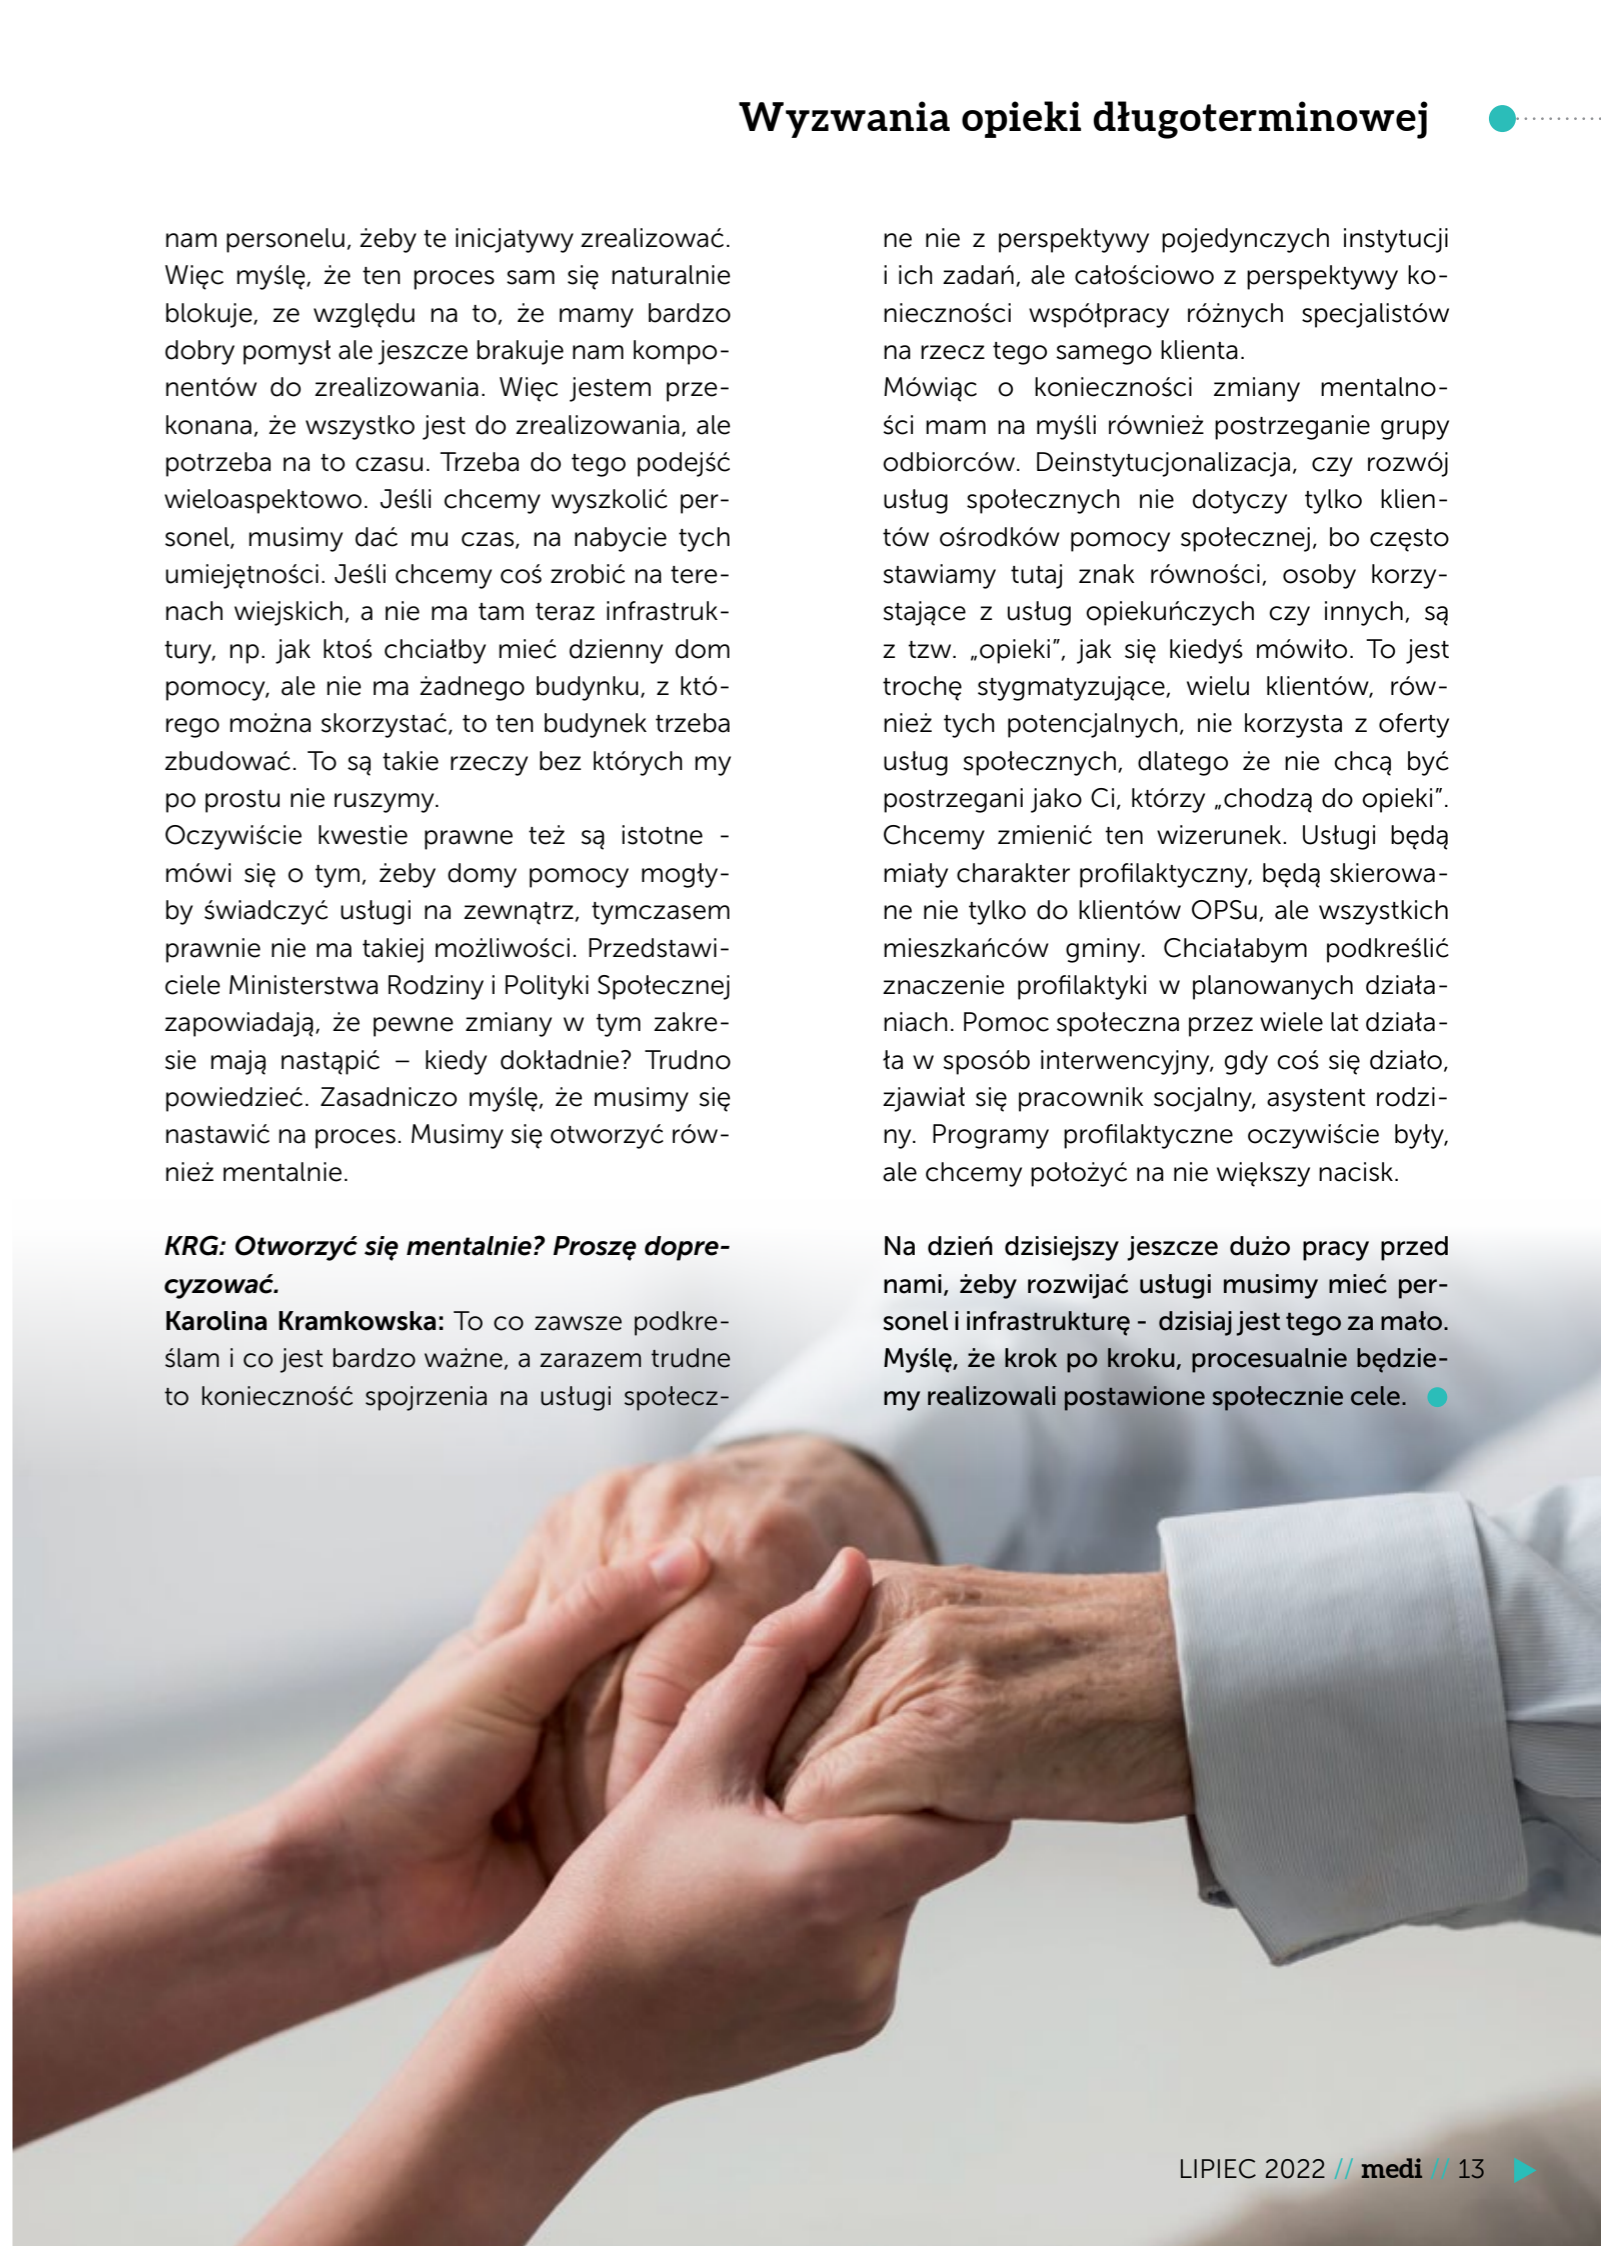 Wyzwania opieki długoterminowej
nam personelu, żeby te inicjatywy zrealizować.
Więc myślę, że ten proces sam się naturalnie
blokuje, ze względu na to, że mamy bardzo
dobry pomysł ale jeszcze brakuje nam kompo-
nentów do zrealizowania. Więc jestem prze-
konana, że wszystko jest do zrealizowania, ale
potrzeba na to czasu. Trzeba do tego podejść
wieloaspektowo. Jeśli chcemy wyszkolić per-
sonel, musimy dać mu czas, na nabycie tych
umiejętności. Jeśli chcemy coś zrobić na tere-
nach wiejskich, a nie ma tam teraz infrastruk-
tury, np. jak ktoś chciałby mieć dzienny dom
pomocy, ale nie ma żadnego budynku, z któ-
rego można skorzystać, to ten budynek trzeba
zbudować. To są takie rzeczy bez których my
po prostu nie ruszymy.
Oczywiście kwestie prawne też są istotne -
mówi się o tym, żeby domy pomocy mogły-
by świadczyć usługi na zewnątrz, tymczasem
prawnie nie ma takiej możliwości. Przedstawi-
ciele Ministerstwa Rodziny i Polityki Społecznej
zapowiadają, że pewne zmiany w tym zakre-
sie mają nastąpić – kiedy dokładnie? Trudno
powiedzieć. Zasadniczo myślę, że musimy się
nastawić na proces. Musimy się otworzyć rów-
nież mentalnie.
KRG: Otworzyć się mentalnie? Proszę dopre-
cyzować.
Karolina Kramkowska: To co zawsze podkre-
ślam i co jest bardzo ważne, a zarazem trudne
to konieczność spojrzenia na usługi społecz-
ne nie z perspektywy pojedynczych instytucji
i ich zadań, ale całościowo z perspektywy ko-
nieczności współpracy różnych specjalistów
na rzecz tego samego klienta.
Mówiąc o konieczności zmiany mentalno-
ści mam na myśli również postrzeganie grupy
odbiorców. Deinstytucjonalizacja, czy rozwój
usług społecznych nie dotyczy tylko klien-
tów ośrodków pomocy społecznej, bo często
stawiamy tutaj znak równości, osoby korzy-
stające z usług opiekuńczych czy innych, są
z tzw. „opieki”, jak się kiedyś mówiło. To jest
trochę stygmatyzujące, wielu klientów, rów-
nież tych potencjalnych, nie korzysta z oferty
usług społecznych, dlatego że nie chcą być
postrzegani jako Ci, którzy „chodzą do opieki”.
Chcemy zmienić ten wizerunek. Usługi będą
miały charakter profilaktyczny, będą skierowa-
ne nie tylko do klientów OPSu, ale wszystkich
mieszkańców gminy. Chciałabym podkreślić
znaczenie profilaktyki w planowanych działa-
niach. Pomoc społeczna przez wiele lat działa-
ła w sposób interwencyjny, gdy coś się działo,
zjawiał się pracownik socjalny, asystent rodzi-
ny. Programy profilaktyczne oczywiście były,
ale chcemy położyć na nie większy nacisk.
Na dzień dzisiejszy jeszcze dużo pracy przed
nami, żeby rozwijać usługi musimy mieć per-
sonel i infrastrukturę - dzisiaj jest tego za mało.
Myślę, że krok po kroku, procesualnie będzie-
my realizowali postawione społecznie cele.
LIPIEC 2022 // medi // 13